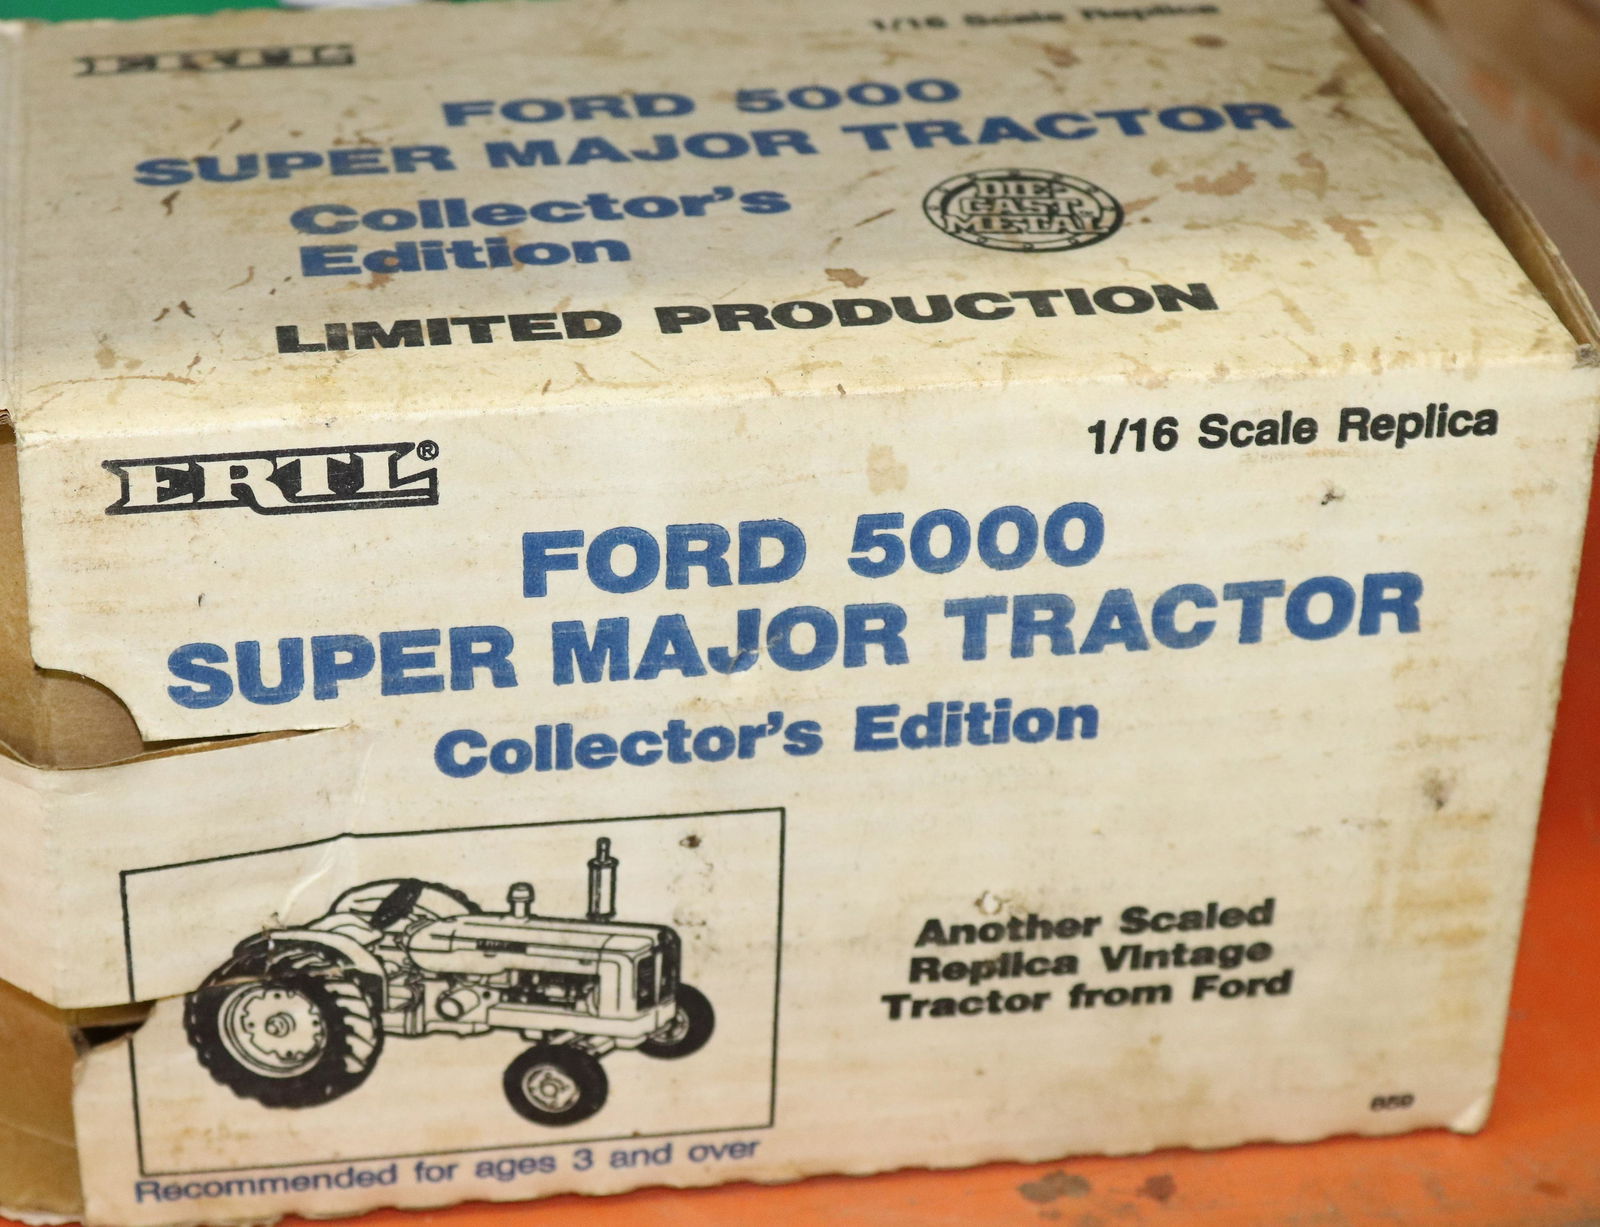 ERTL
1/16 Scale Replica
FORD 5000
SUPER MAJOR TRACTOR
Collector's
Edition
DIE-
CAST
METAL
LIMITED PRODUCTION
ERTL®
1/16 Scale Replica
FORD 5000
SUPER MAJOR TRACTOR
Collector's Edition
Another Scaled
Replica Vintage
Tractor from Ford
Recommended for ages 3 and over